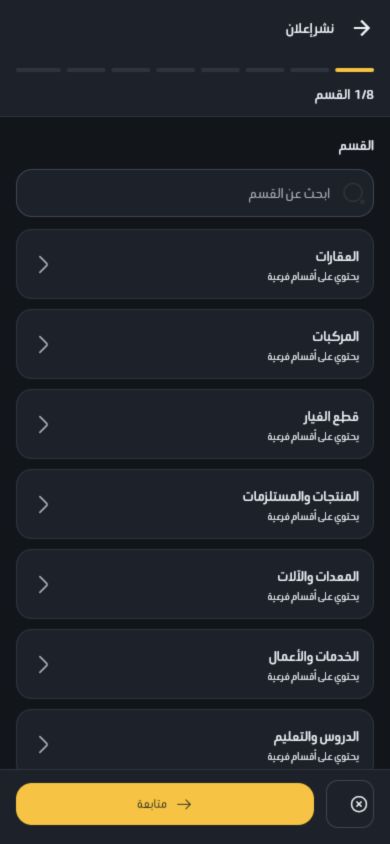 نشر إعلان
1/8 القسم
القسم
ابحث عن القسم
العقارات
يحتوي على أقسام فرعية
المركبات
يحتوي على أقسام فرعية
قطع الغيار
يحتوي على أقسام فرعية
المنتجات والمستلزمات
يحتوي على أقسام فرعية
المعدات والآلات
يحتوي على أقسام فرعية
الخدمات والأعمال
يحتوي على أقسام فرعية
الدروس والتعليم
يحتوي على أقسام فرعية
متابعة